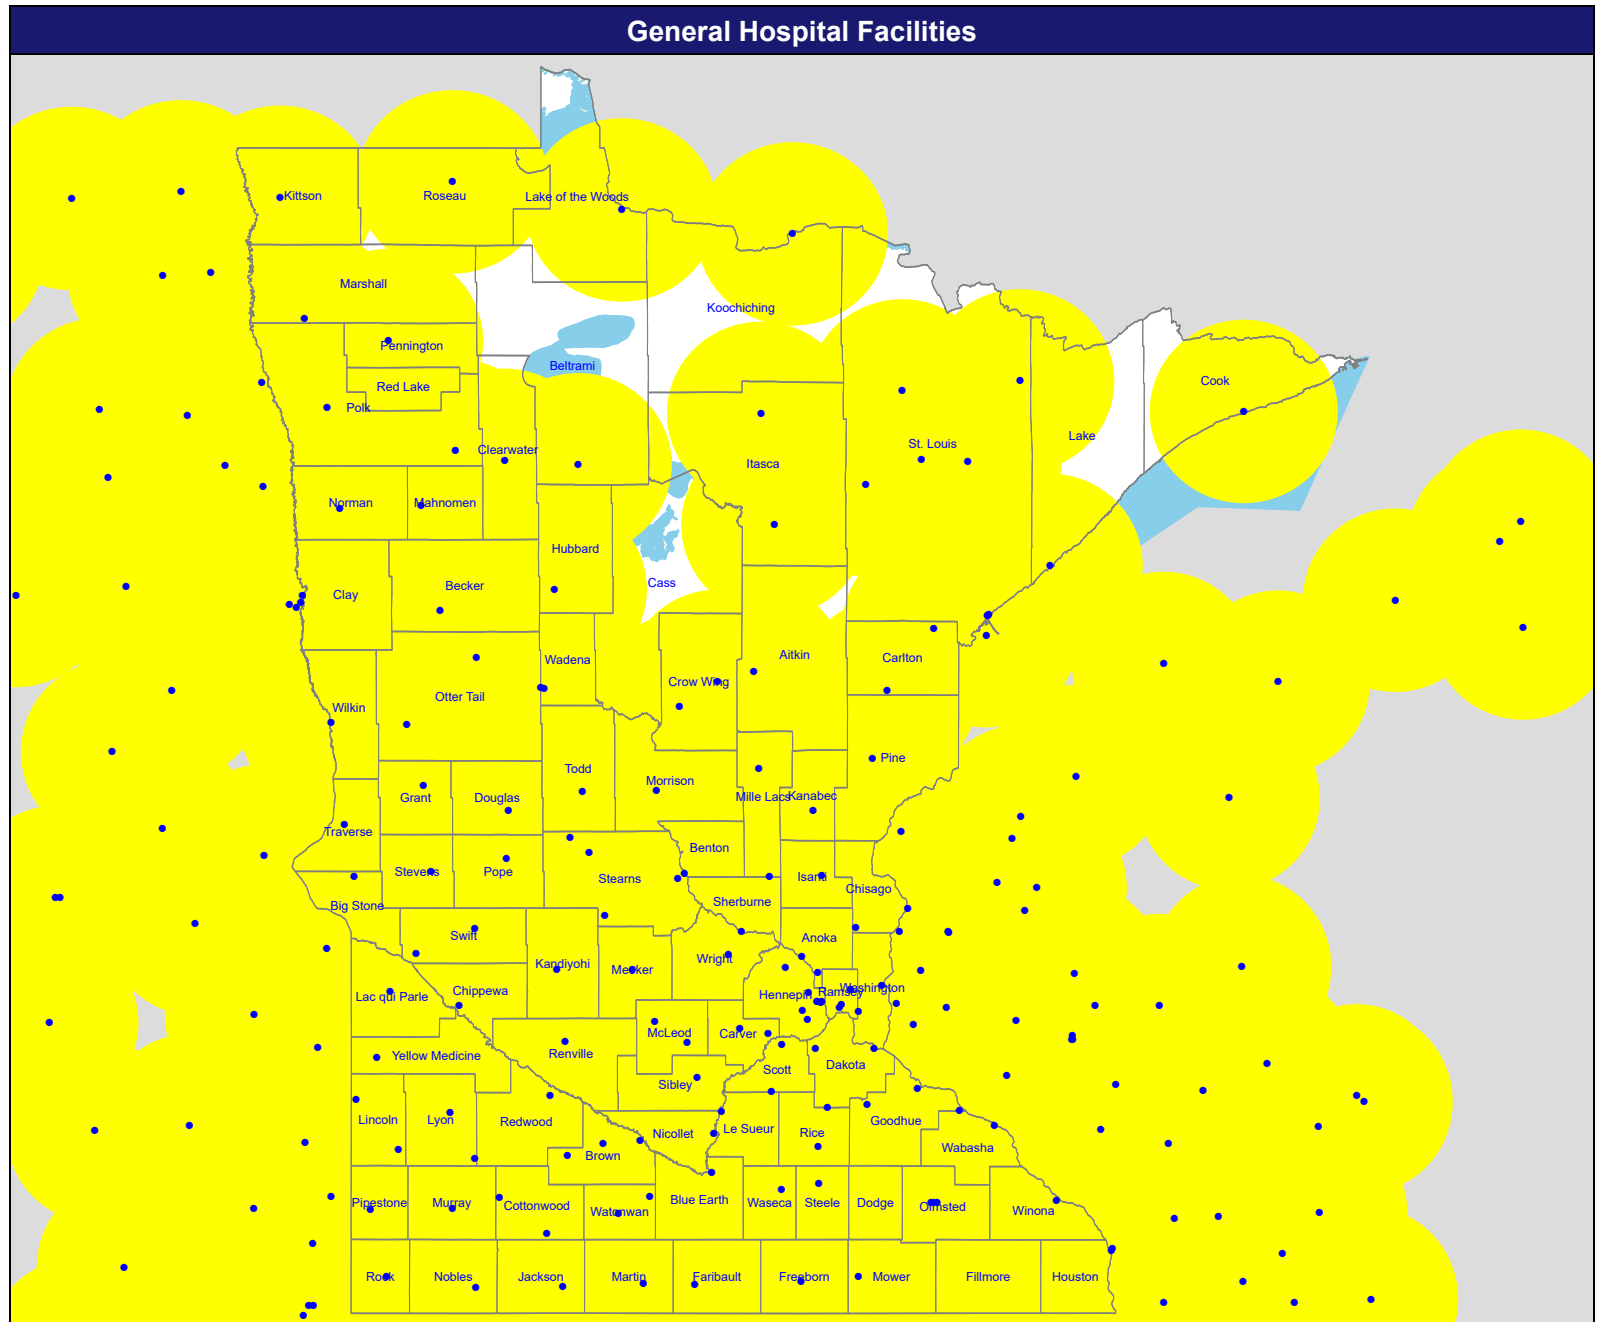 General Hospital Facilities
Kittson
Roseau
Lake of the Woods
Marshall
Koochiching
Pennington
Beltrami
Red Lake
Polk
Cook
Clearwater
Itasca
St. Louis
Lake
Norman
Mahnomen
Hubbard
Cass
Clay
Becker
Wadena
Aitkin
Carlton
Crow Wing
Otter Tail
Wilkin
Pine
Todd
Morrison
Grant
Douglas
Mille Lacs
Kanabec
Traverse
Benton
Stevens
Pope
Stearns
Isanti
Chisago
Big Stone
Sherburne
Swift
Anoka
Kandiyohi
Meeker
Wright
Lac qui Parle
Chippewa
Hennepin
Ramsey
Washington
McLeod
Carver
Yellow Medicine
Renville
Scott
Dakota
Sibley
Lincoln
Lyon
Redwood
Nicollet
Le Sueur
Rice
Goodhue
Brown
Wabasha
Pipestone
Murray
Cottonwood
Watonwan
Blue Earth
Waseca
Steele
Dodge
Olmsted
Winona
Rock
Nobles
Jackson
Martin
Faribault
Freeborn
Mower
Fillmore
Houston